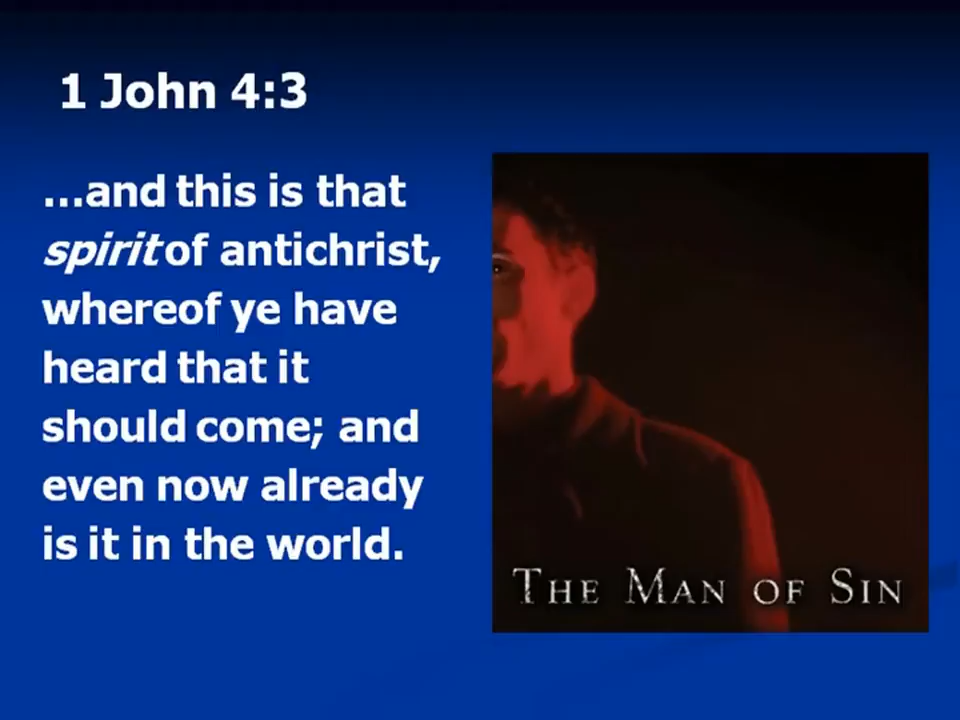 1 John 4:3
…and this is that
spirit of antichrist,
whereof ye have
heard that it
should come; and
even now already
is it in the world.
The Man of Sin